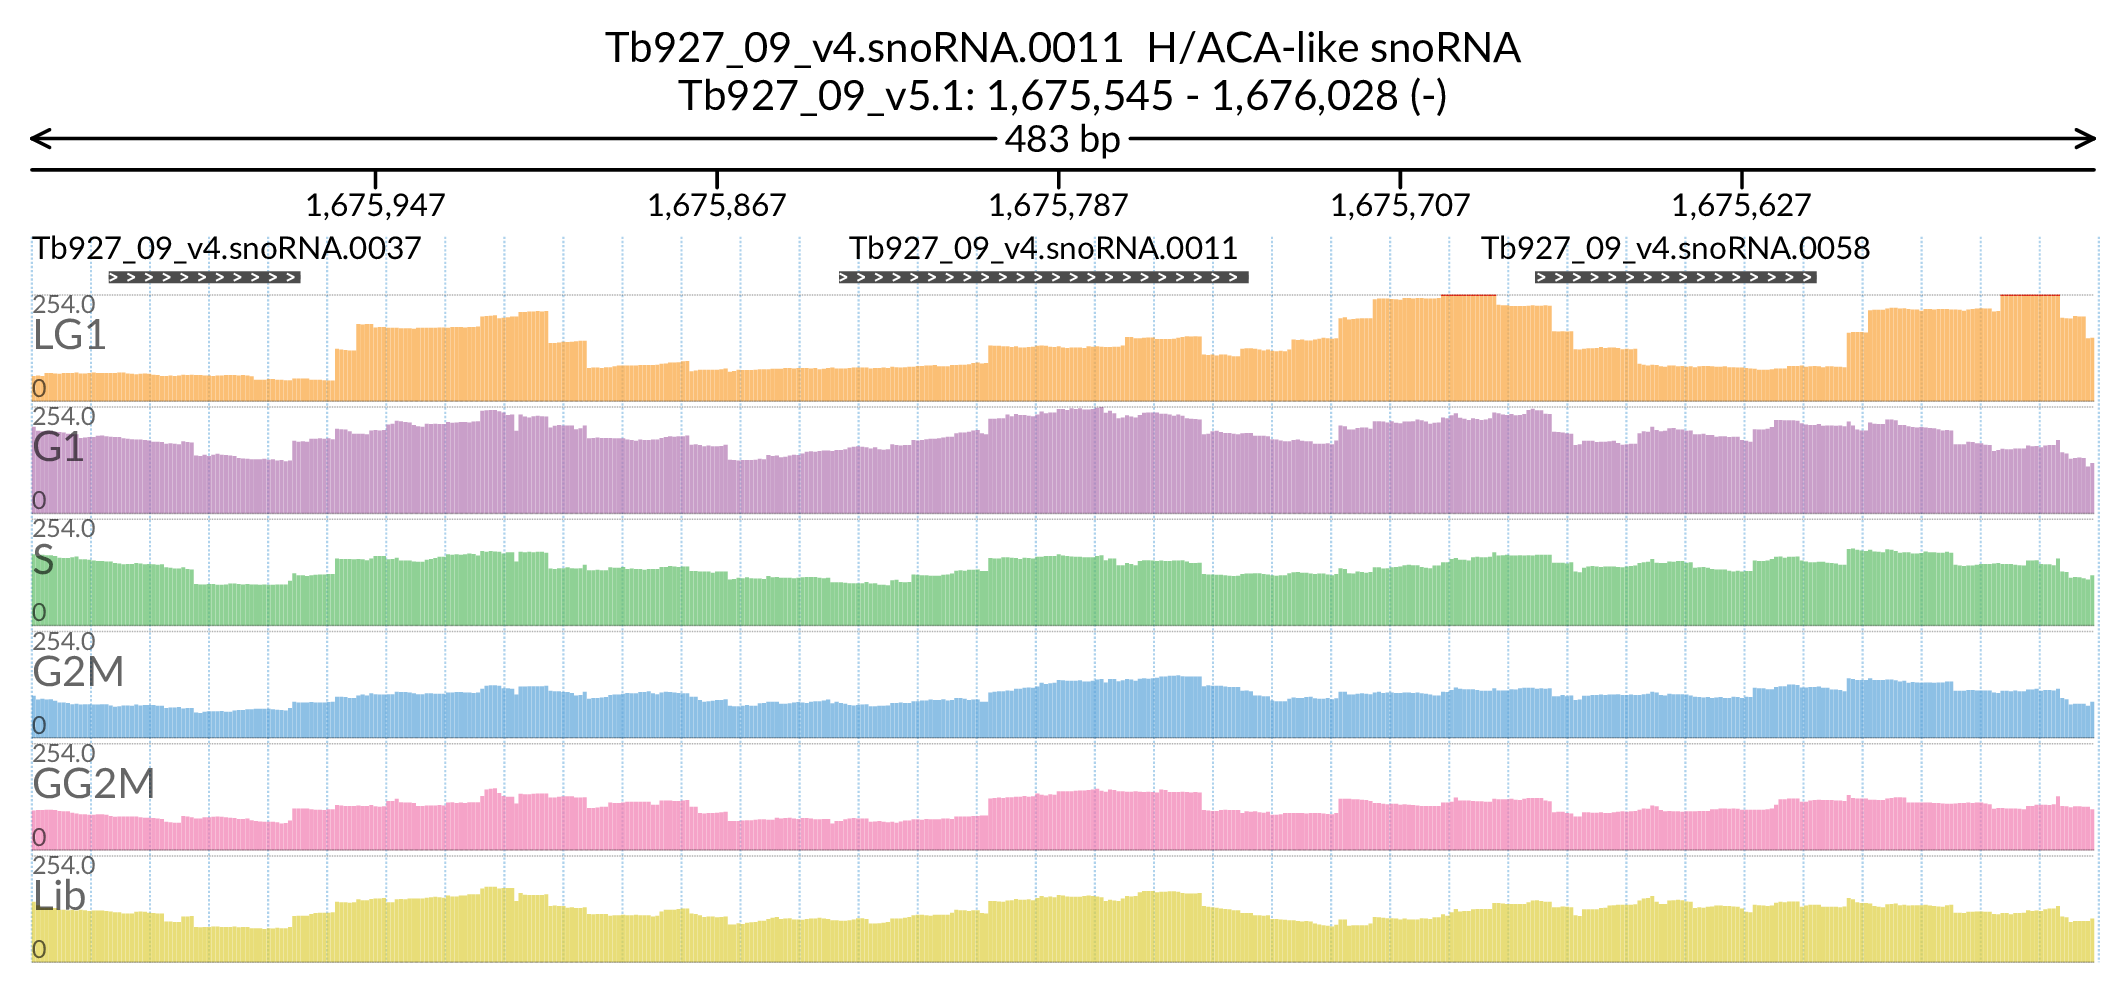 Tb927_09_v4.snoRNA.0011 H/ACA-like snoRNA
Tb927_09_v5.1: 1,675,545 - 1,676,028 (-)
483 bp
1,675,947 1,675,867 1,675,787 1,675,707 1,675,627
Tb927_09_v4.snoRNA.0037 Tb927_09_v4.snoRNA.0011 Tb927_09_v4.snoRNA.0058
254.0
LG1
0
254.0
G1
0
254.0
S
0
254.0
G2M
0
254.0
GG2M
0
254.0
Lib
0